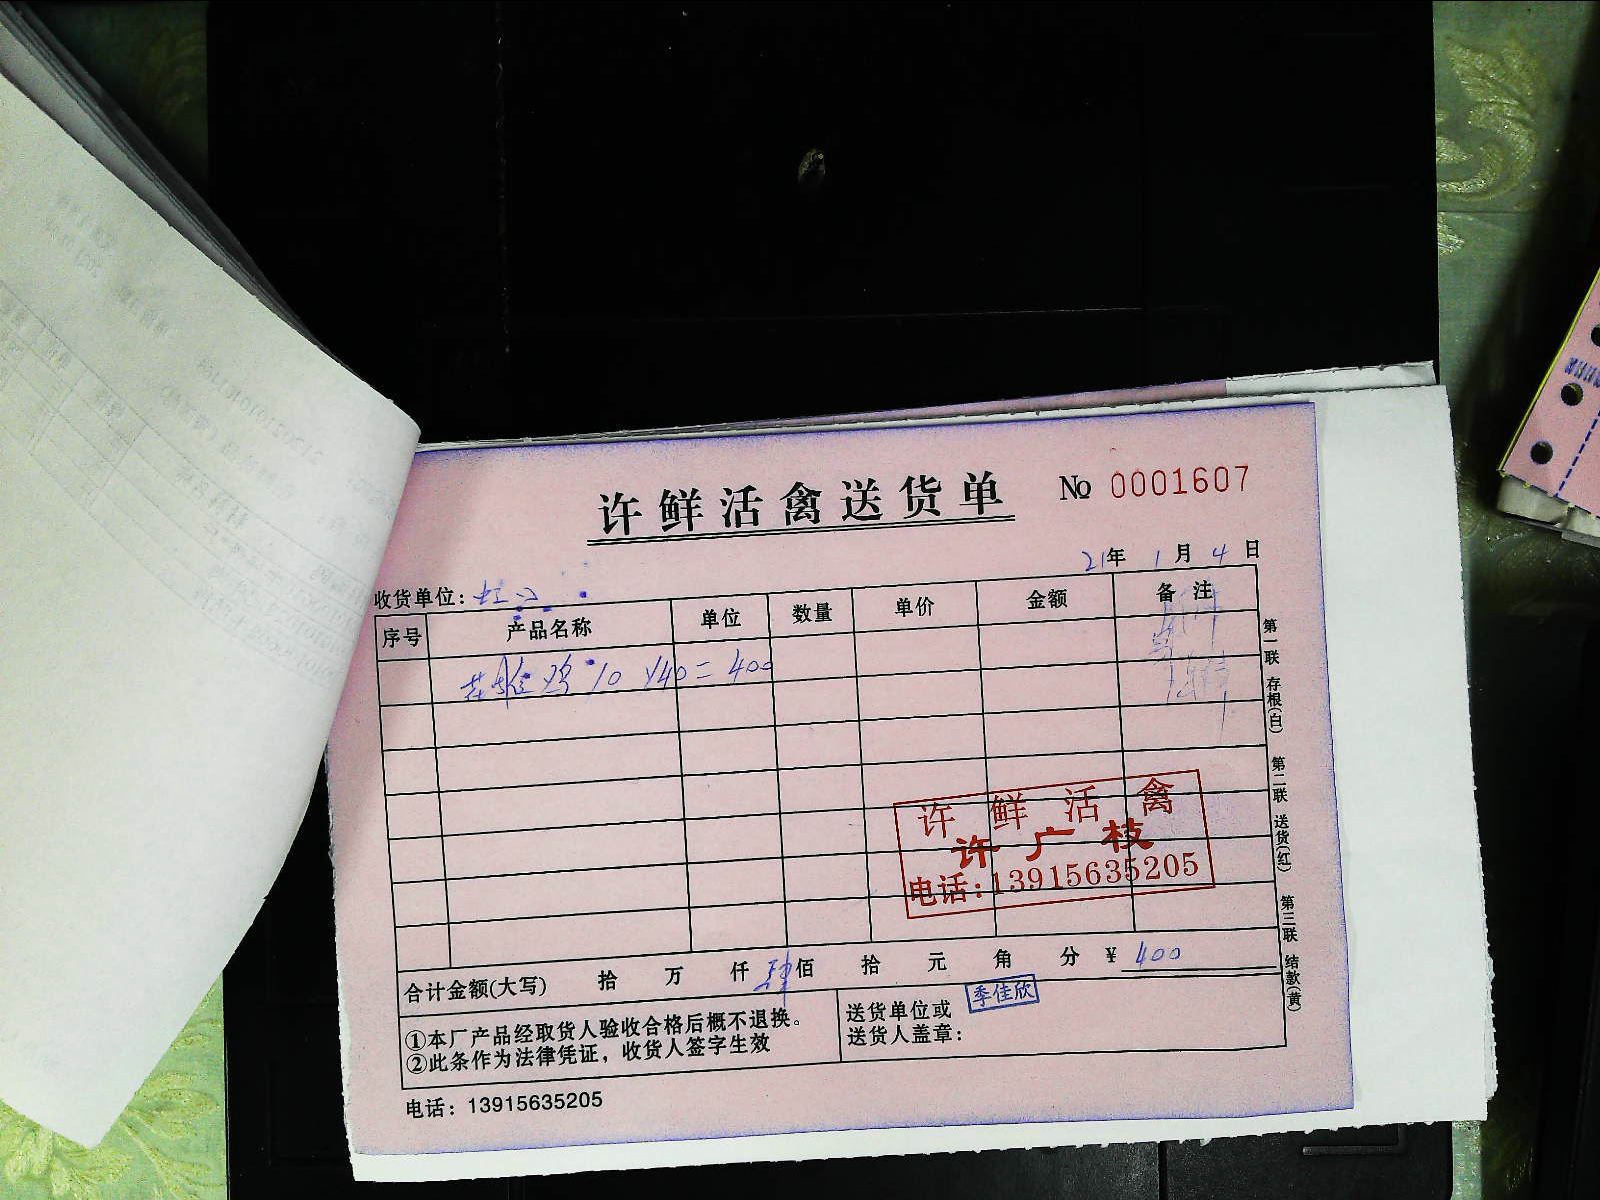 许鲜活禽送货单 № 0001607
21年 1月 4日
收货单位：虹之
序号 产品名称 单位 数量 单价 金额 备注
草鸡 10 ×40=400
许鲜活禽
许广枝
电话：13915635205
合计金额(大写) 拾 万 仟 肆佰 拾 元 角 分 ¥ 400
①本厂产品经取货人验收合格后概不退换。
②此条作为法律凭证，收货人签字生效
送货单位或
送货人盖章：
季佳欣
电话：13915635205
第一联 存根(白) 第二联 送货(红) 第三联 结款(黄)